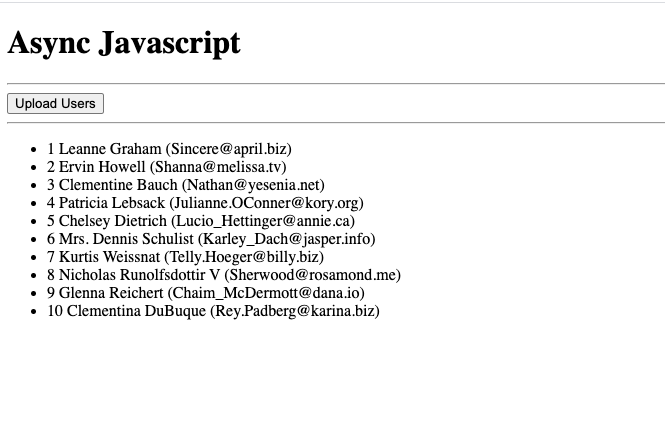 Async Javascript
Upload Users
• 1 Leanne Graham (Sincere@april.biz)
• 2 Ervin Howell (Shanna@melissa.tv)
• 3 Clementine Bauch (Nathan@yesenia.net)
• 4 Patricia Lebsack (Julianne.OConner@kory.org)
• 5 Chelsey Dietrich (Lucio_Hettinger@annie.ca)
• 6 Mrs. Dennis Schulist (Karley_Dach@jasper.info)
• 7 Kurtis Weissnat (Telly.Hoeger@billy.biz)
• 8 Nicholas Runolfsdottir V (Sherwood@rosamond.me)
• 9 Glenna Reichert (Chaim_McDermott@dana.io)
• 10 Clementina DuBuque (Rey.Padberg@karina.biz)